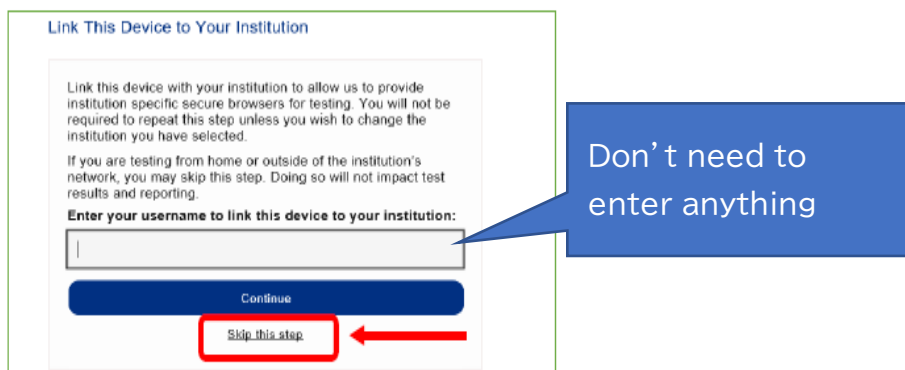 Link This Device to Your Institution
Link this device with your institution to allow us to provide
institution specific secure browsers for testing. You will not be
required to repeat this step unless you wish to change the
institution you have selected.
If you are testing from home or outside of the institution's
network, you may skip this step. Doing so will not impact test
results and reporting.
Enter your username to link this device to your institution:
Continue
Skip this step
Don't need to
enter anything